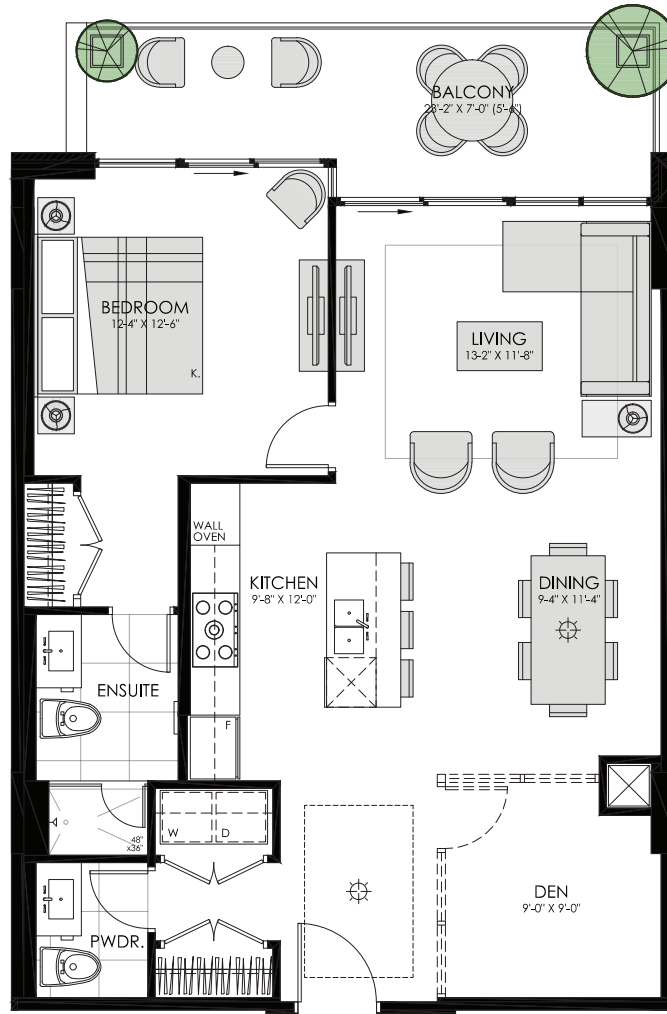 BALCONY
23'-2" X 7'-0" (5'-6")
BEDROOM
12'-4" X 12'-6"
K.
LIVING
13'-2" X 11'-8"
WALL
OVEN
KITCHEN
9'-8" X 12'-0"
DINING
9'-4" X 11'-4"
ENSUITE
F
W
D
48"
x36"
DEN
9'-0" X 9'-0"
PWDR.